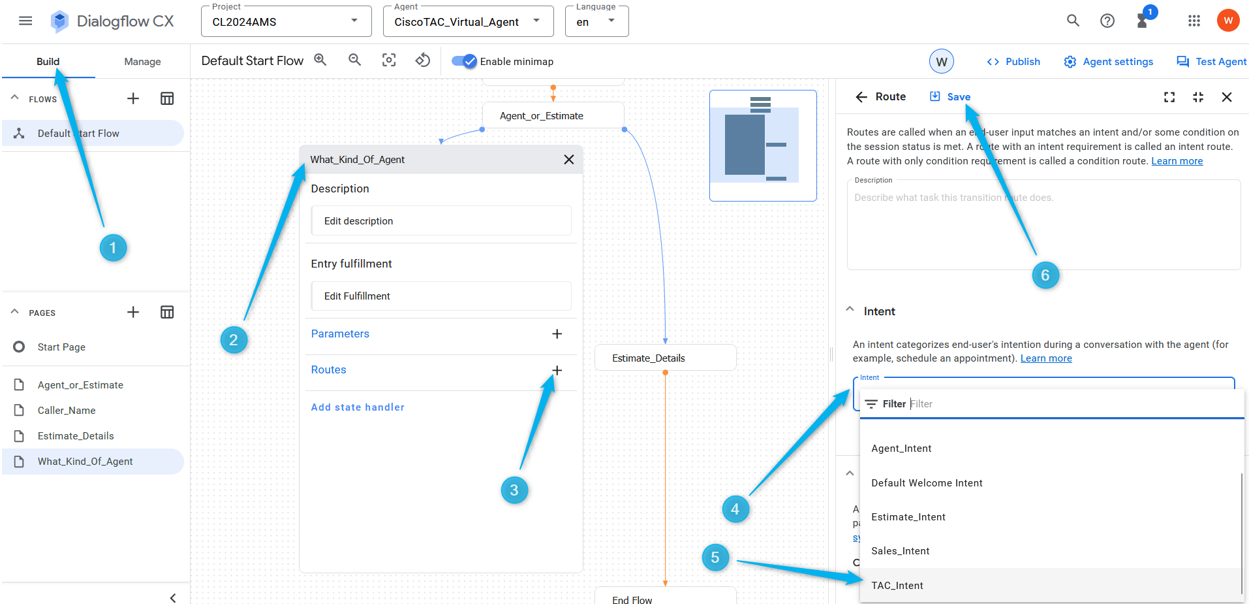 Dialogflow CX
Project
CL2024AMS
Agent
CiscoTAC_Virtual_Agent
Language
en
1
W
Build
Manage
Default Start Flow
Enable minimap
W
Publish
Agent settings
Test Agent
FLOWS
Default Start Flow
PAGES
Start Page
Agent_or_Estimate
Caller_Name
Estimate_Details
What_Kind_Of_Agent
Agent_or_Estimate
What_Kind_Of_Agent
Description
Edit description
Entry fulfillment
Edit Fulfillment
Parameters
Routes
Add state handler
Estimate_Details
End Flow
Route
Save
Routes are called when an end-user input matches an intent and/or some condition on
the session status is met. A route with an intent requirement is called an intent route.
A route with only condition requirement is called a condition route. Learn more
Description
Describe what task this transition route does.
Intent
An intent categorizes end-user's intention during a conversation with the agent (for
example, schedule an appointment). Learn more
Intent
Filter Filter
Agent_Intent
Default Welcome Intent
Estimate_Intent
Sales_Intent
TAC_Intent
1
2
3
4
5
6